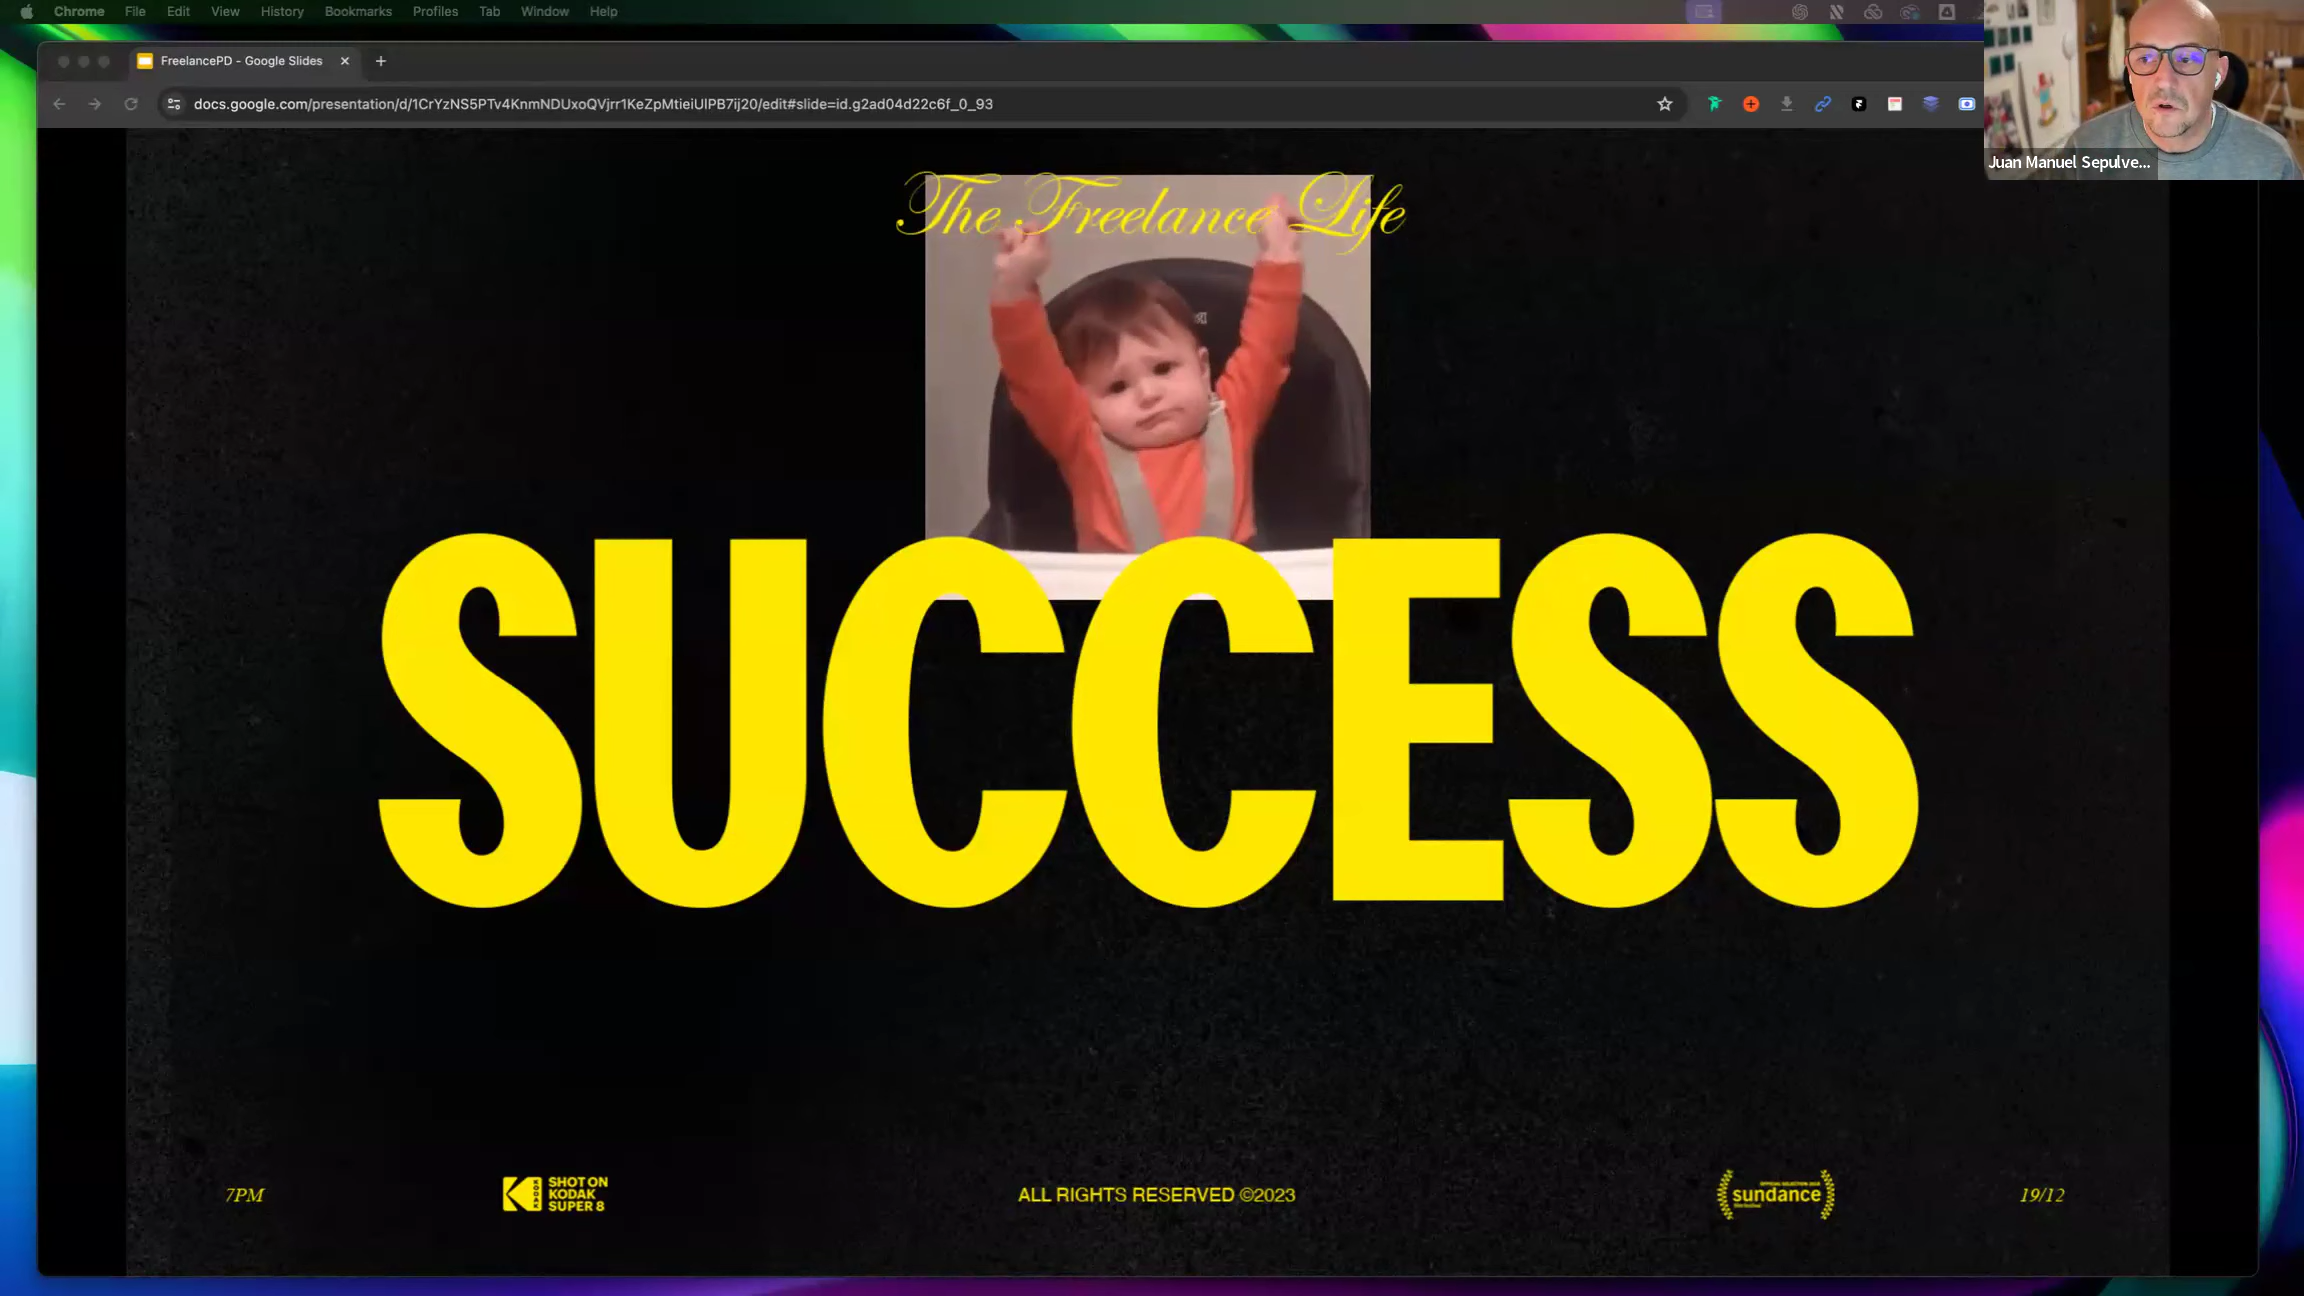 Chrome File Edit View History Bookmarks Profiles Tab Window Help
FreelancePD - Google Slides
docs.google.com/presentation/d/1CrYzNS5PTv4KnmNDUxoQVjrr1KeZpMtieiUlPB7ij20/edit#slide=id.g2ad04d22c6f_0_93
Juan Manuel Sepulve...
The Freelance Life
SUCCESS
7PM
KODAK
SHOT ON
KODAK
SUPER 8
ALL RIGHTS RESERVED ©2023
sundance
19/12